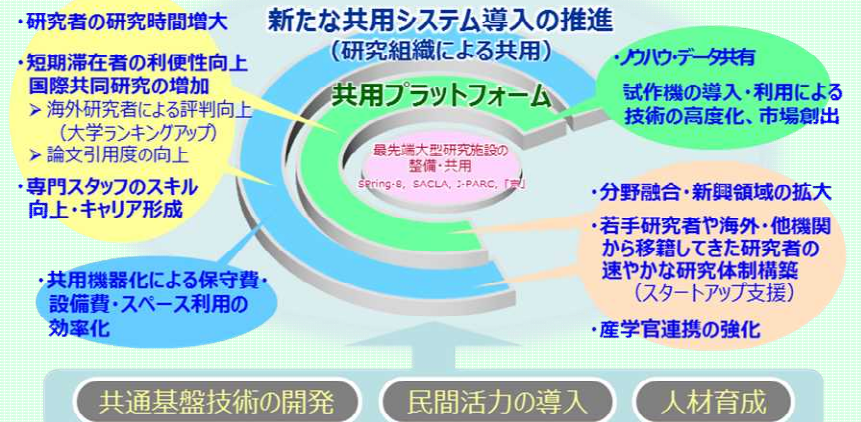 新たな共用システム導入の推進
(研究組織による共用)
共用プラットフォーム
最先端大型研究施設の
整備・共用
SPring-8, SACLA, J-PARC, 「京」
・研究者の研究時間増大
・短期滞在者の利便性向上
国際共同研究の増加
➢ 海外研究者による評判向上
(大学ランキングアップ)
➢ 論文引用度の向上
・専門スタッフのスキル
向上・キャリア形成
・共用機器化による保守費・
設備費・スペース利用の
効率化
・ノウハウ・データ共有
試作機の導入・利用による
技術の高度化、市場創出
・分野融合・新興領域の拡大
・若手研究者や海外・他機関
から移籍してきた研究者の
速やかな研究体制構築
(スタートアップ支援)
・産学官連携の強化
共通基盤技術の開発
民間活力の導入
人材育成